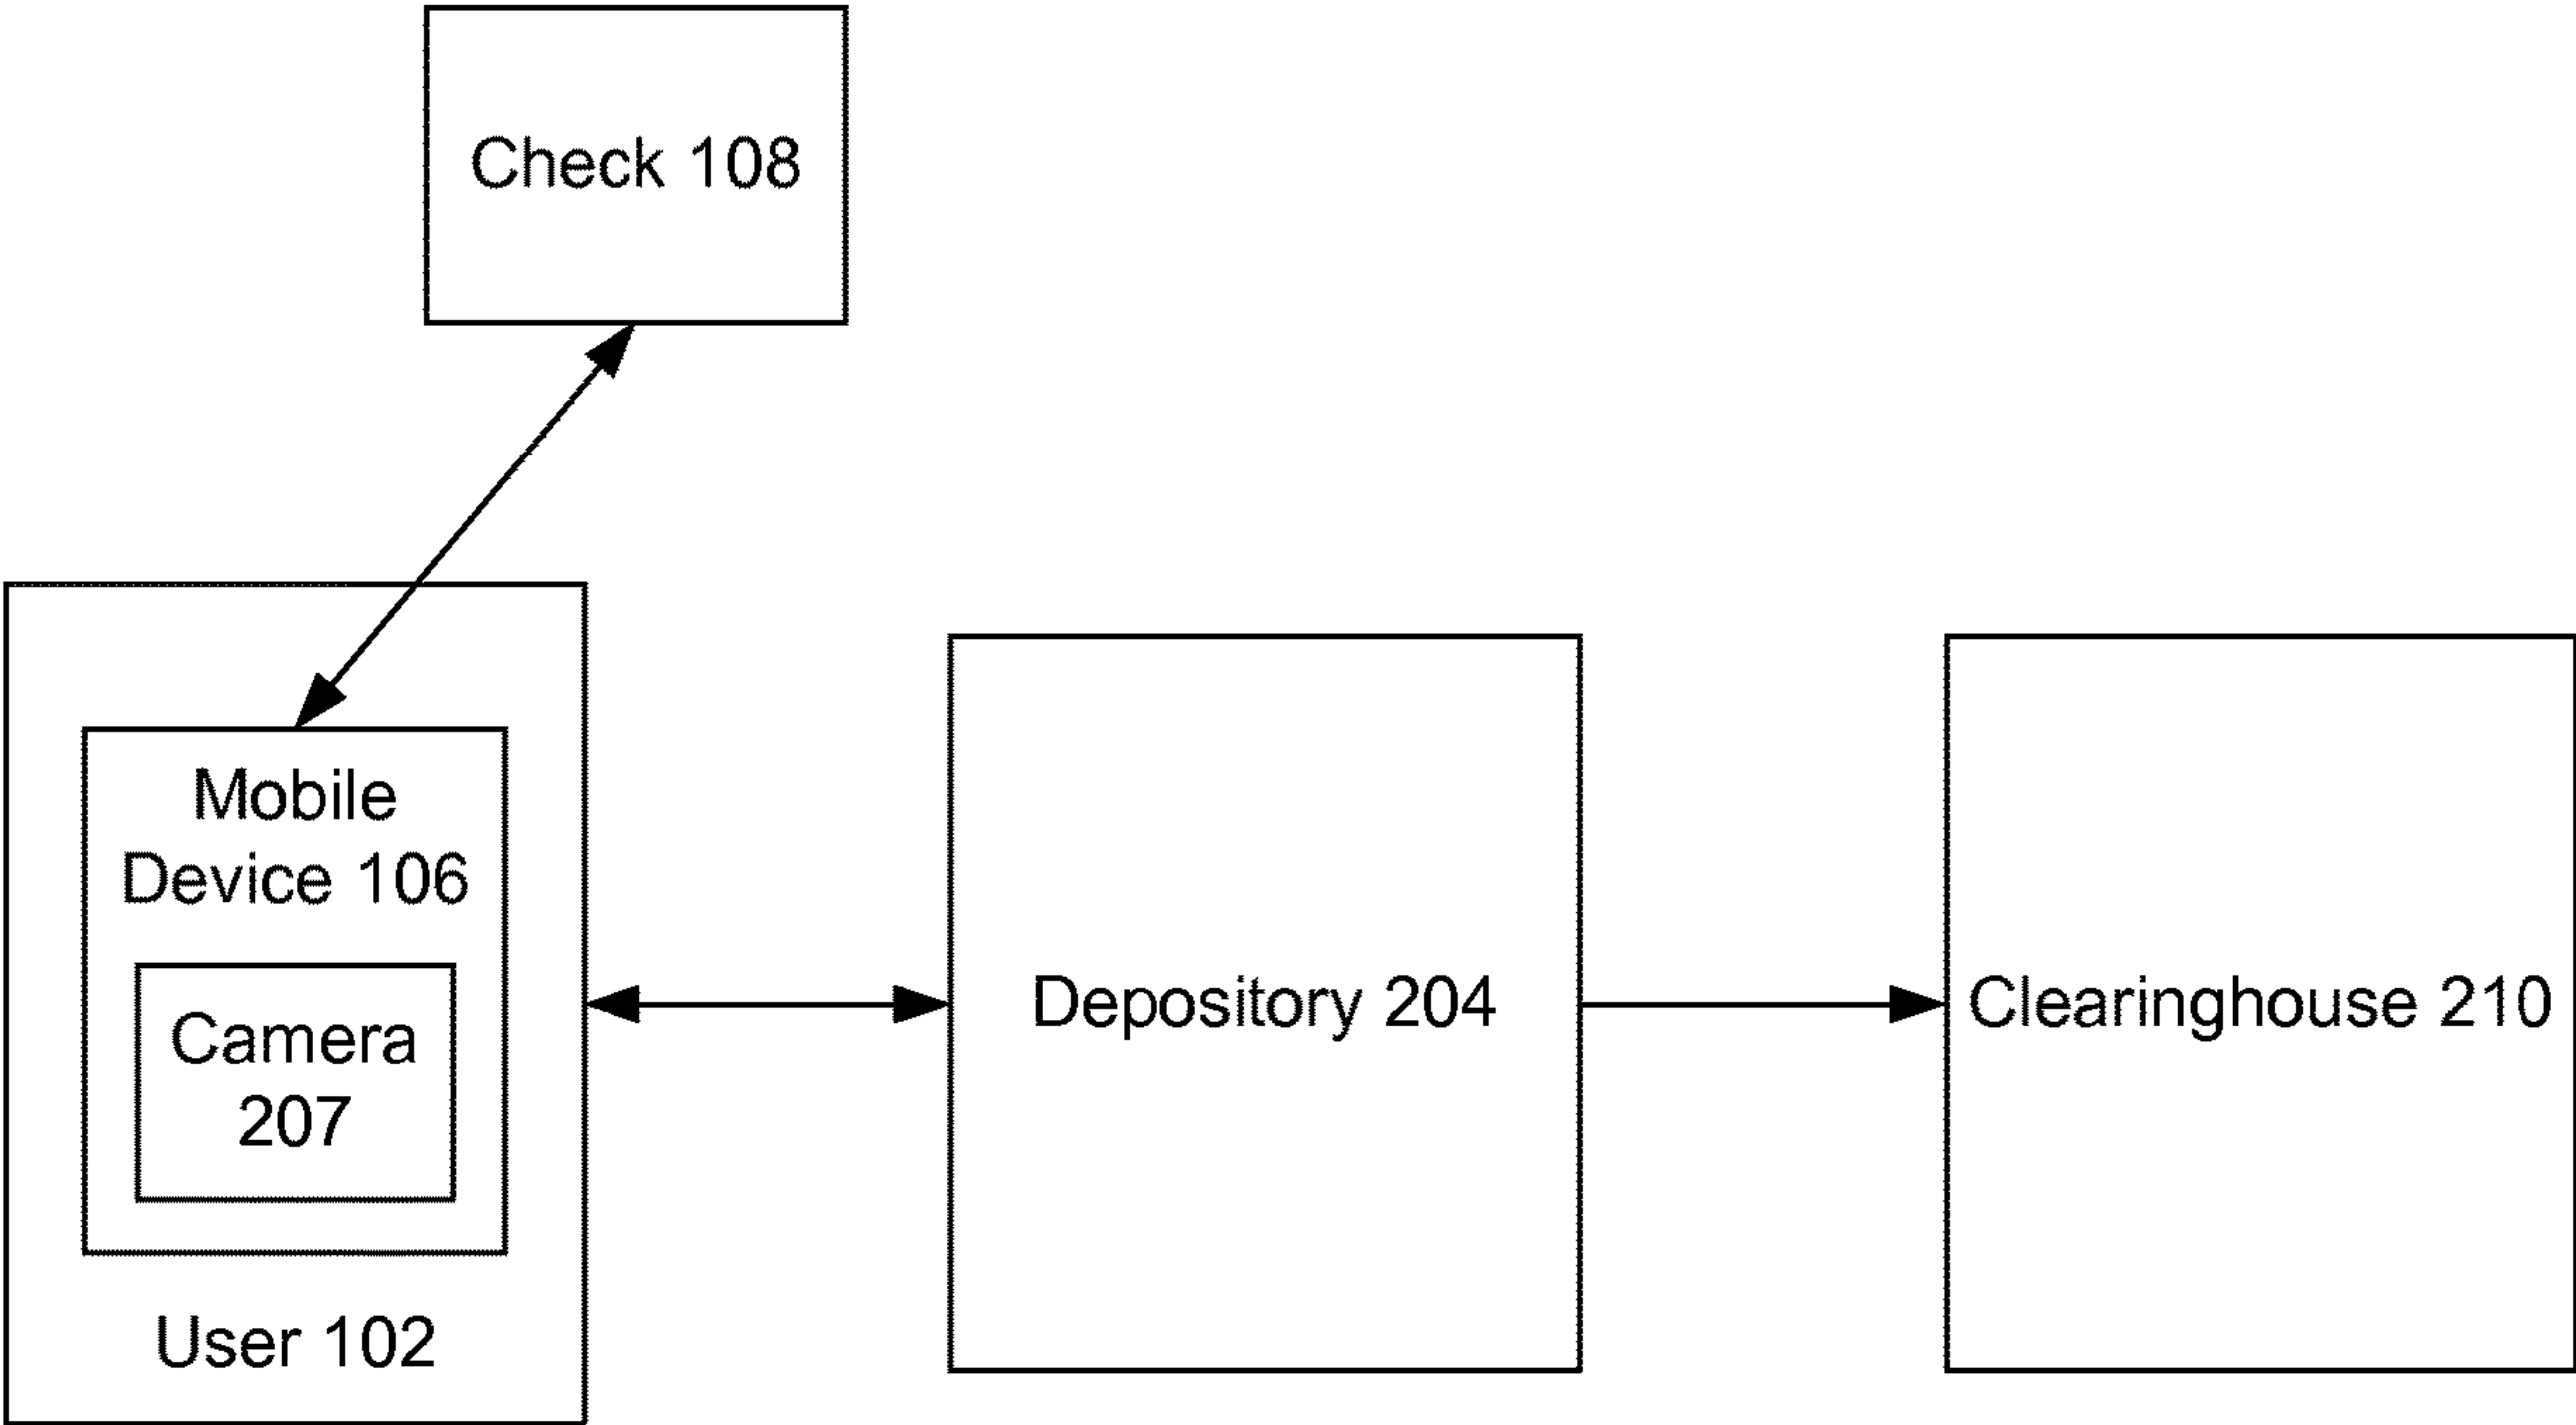 Check 108
Mobile
Device 106
Camera
207
User 102
Depository 204
Clearinghouse 210